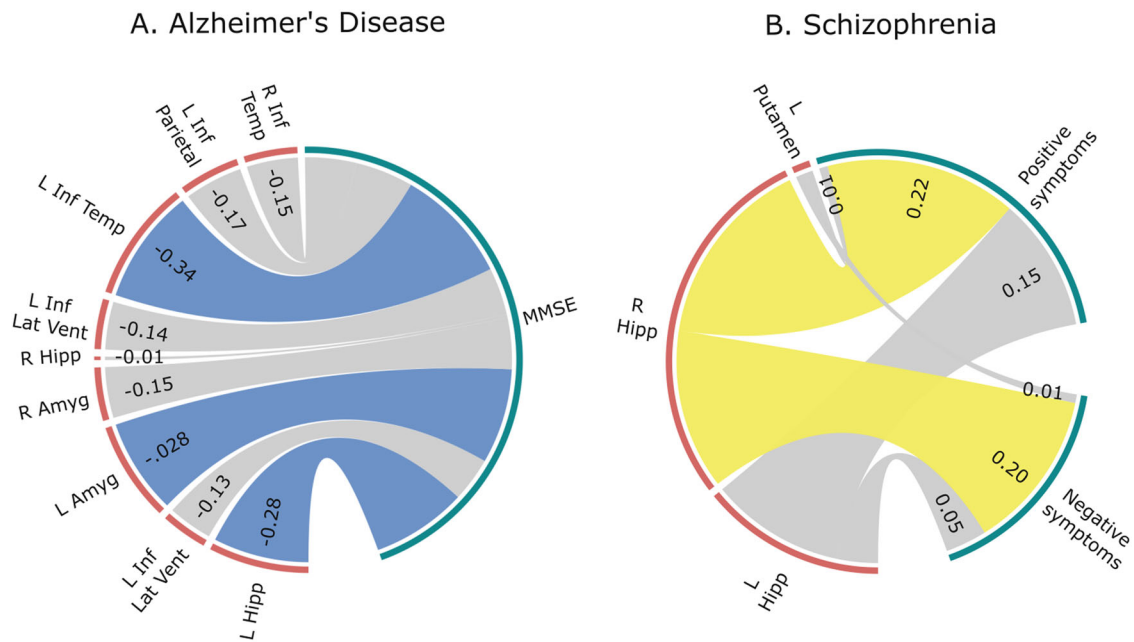 A. Alzheimer's Disease
R Inf
Temp
L Inf
Parietal
L Inf Temp
L Inf
Lat Vent
R Hipp
R Amyg
L Amyg
L Inf
Lat Vent
L Hipp
MMSE
-0.15
-0.17
-0.34
-0.14
-0.01
-0.15
-.028
-0.13
-0.28
B. Schizophrenia
L
Putamen
Positive
symptoms
R
Hipp
L
Hipp
Negative
symptoms
0.01
0.22
0.15
0.01
0.20
0.05